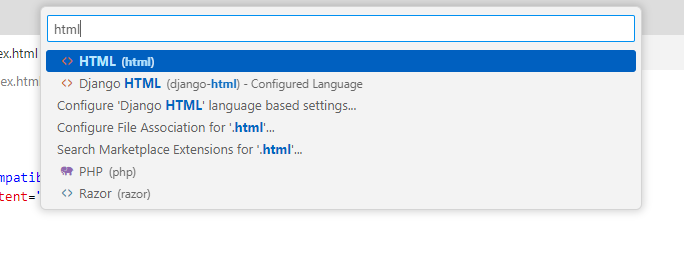 html
ex.html
HTML (html)
ex.html
Django HTML (django-html) - Configured Language
Configure 'Django HTML' language based settings...
Configure File Association for '.html'...
Search Marketplace Extensions for '.html'...
PHP (php)
mpatib
Razor (razor)
tent="